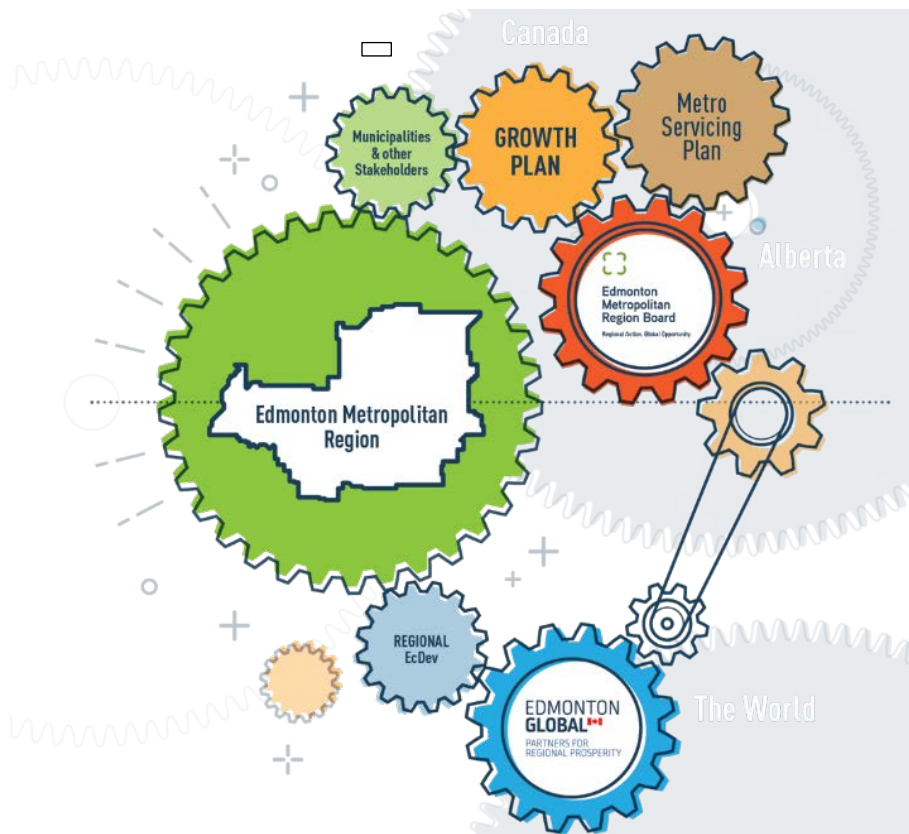 Canada
Municipalities
& other
Stakeholders
GROWTH
PLAN
Metro
Servicing
Plan
Alberta
Edmonton
Metropolitan
Region Board
Regional Action. Global Opportunity.
Edmonton Metropolitan
Region
REGIONAL
EcDev
EDMONTON
GLOBAL
PARTNERS FOR
REGIONAL PROSPERITY
The World